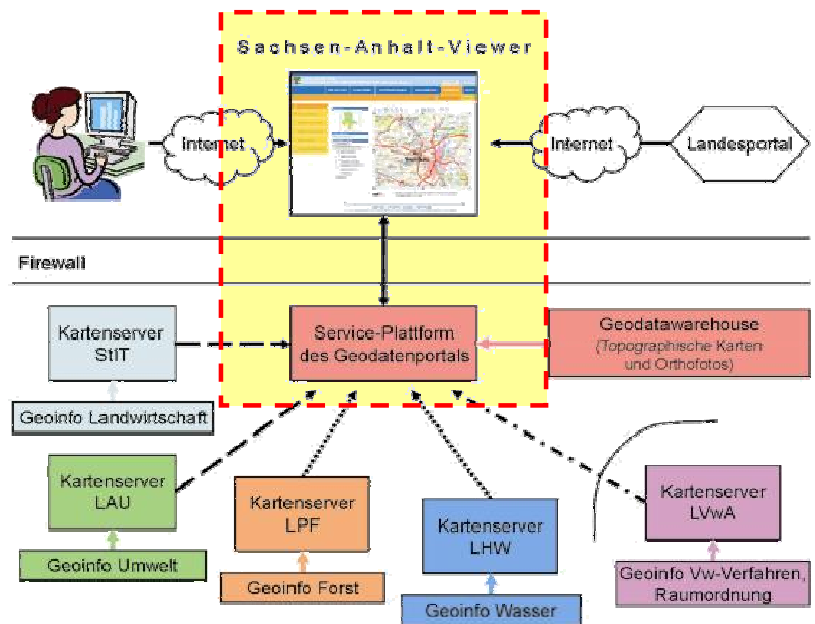 Sachsen-Anhalt-Viewer
Internet
Internet
Landesportal
Firewall
Kartenserver
StIT
Service-Plattform
des Geodatenportals
Geodatawarehouse
(Topographische Karten
und Orthofotos)
Geoinfo Landwirtschaft
Kartenserver
LAU
Kartenserver
LPF
Kartenserver
LHW
Kartenserver
LVwA
Geoinfo Umwelt
Geoinfo Forst
Geoinfo Wasser
Geoinfo Vw-Verfahren,
Raumordnung